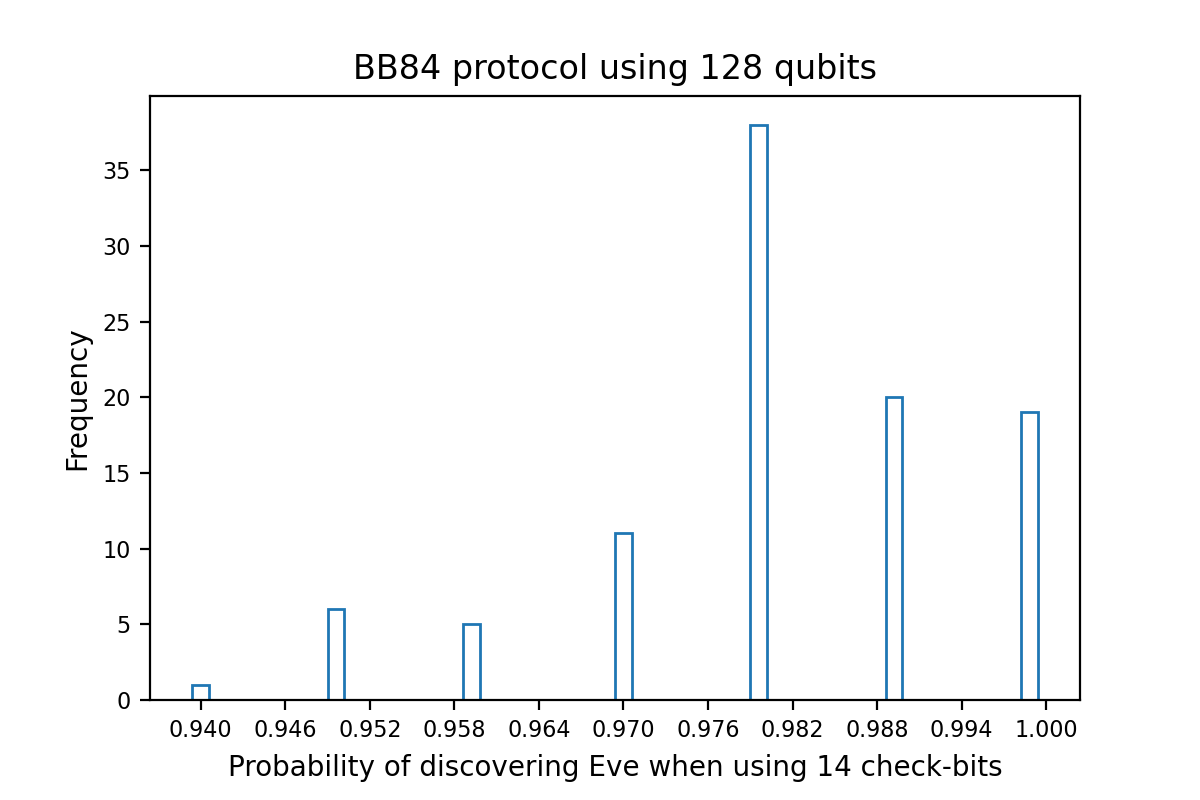 BB84 protocol using 128 qubits
Frequency
35
30
25
20
15
10
5
0
0.940 0.946 0.952 0.958 0.964 0.970 0.976 0.982 0.988 0.994 1.000
Probability of discovering Eve when using 14 check-bits